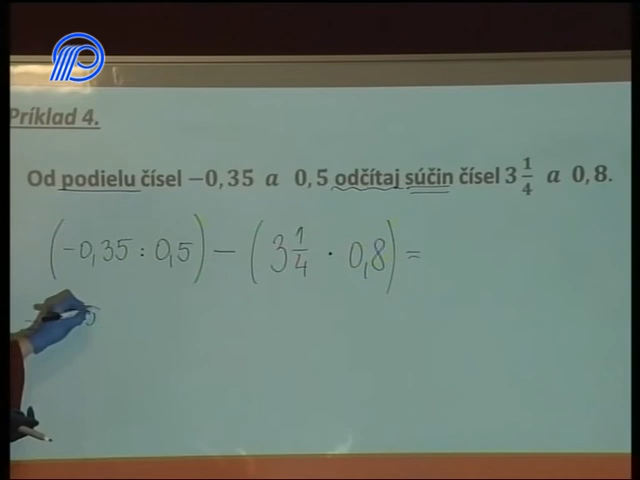 Príklad 4.
Od podielu čísel −0,35 a 0,5 odčítaj súčin čísel 3 1/4 a 0,8.
(−0,35 : 0,5) − (3 1/4 · 0,8) =